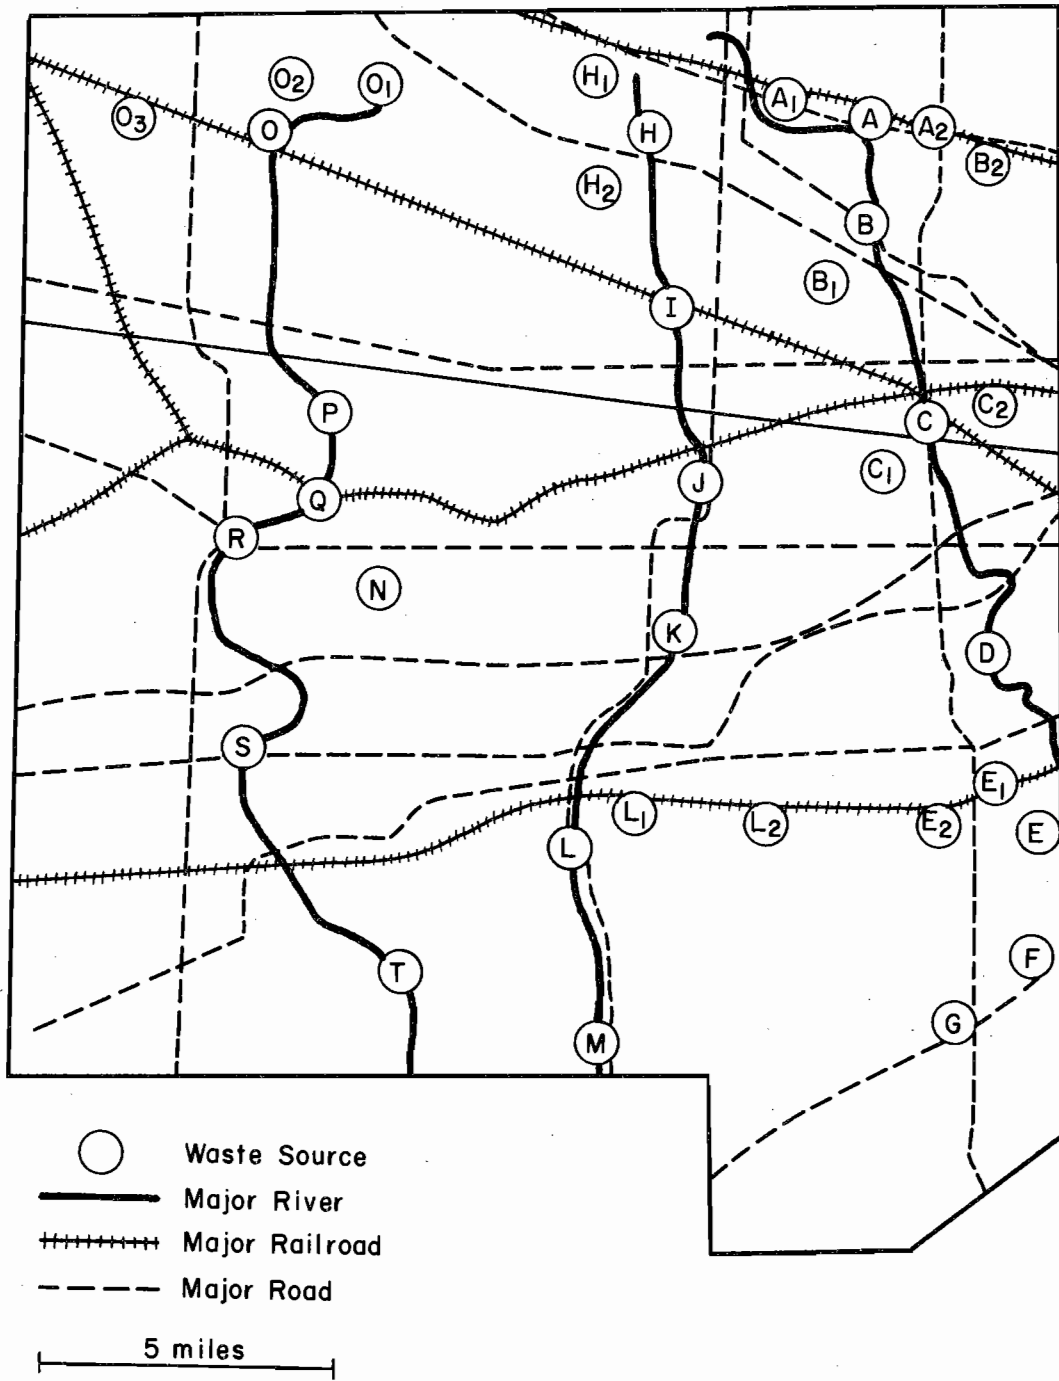 H₁
A₁
O₂
O₁
O₃
O
H
A
A₂
B₂
H₂
B
B₁
I
P
C₂
C
C₁
J
Q
R
N
K
D
S
E₁
L₁
L₂
E₂
E
L
F
T
G
M
Waste Source
Major River
Major Railroad
Major Road
5 miles